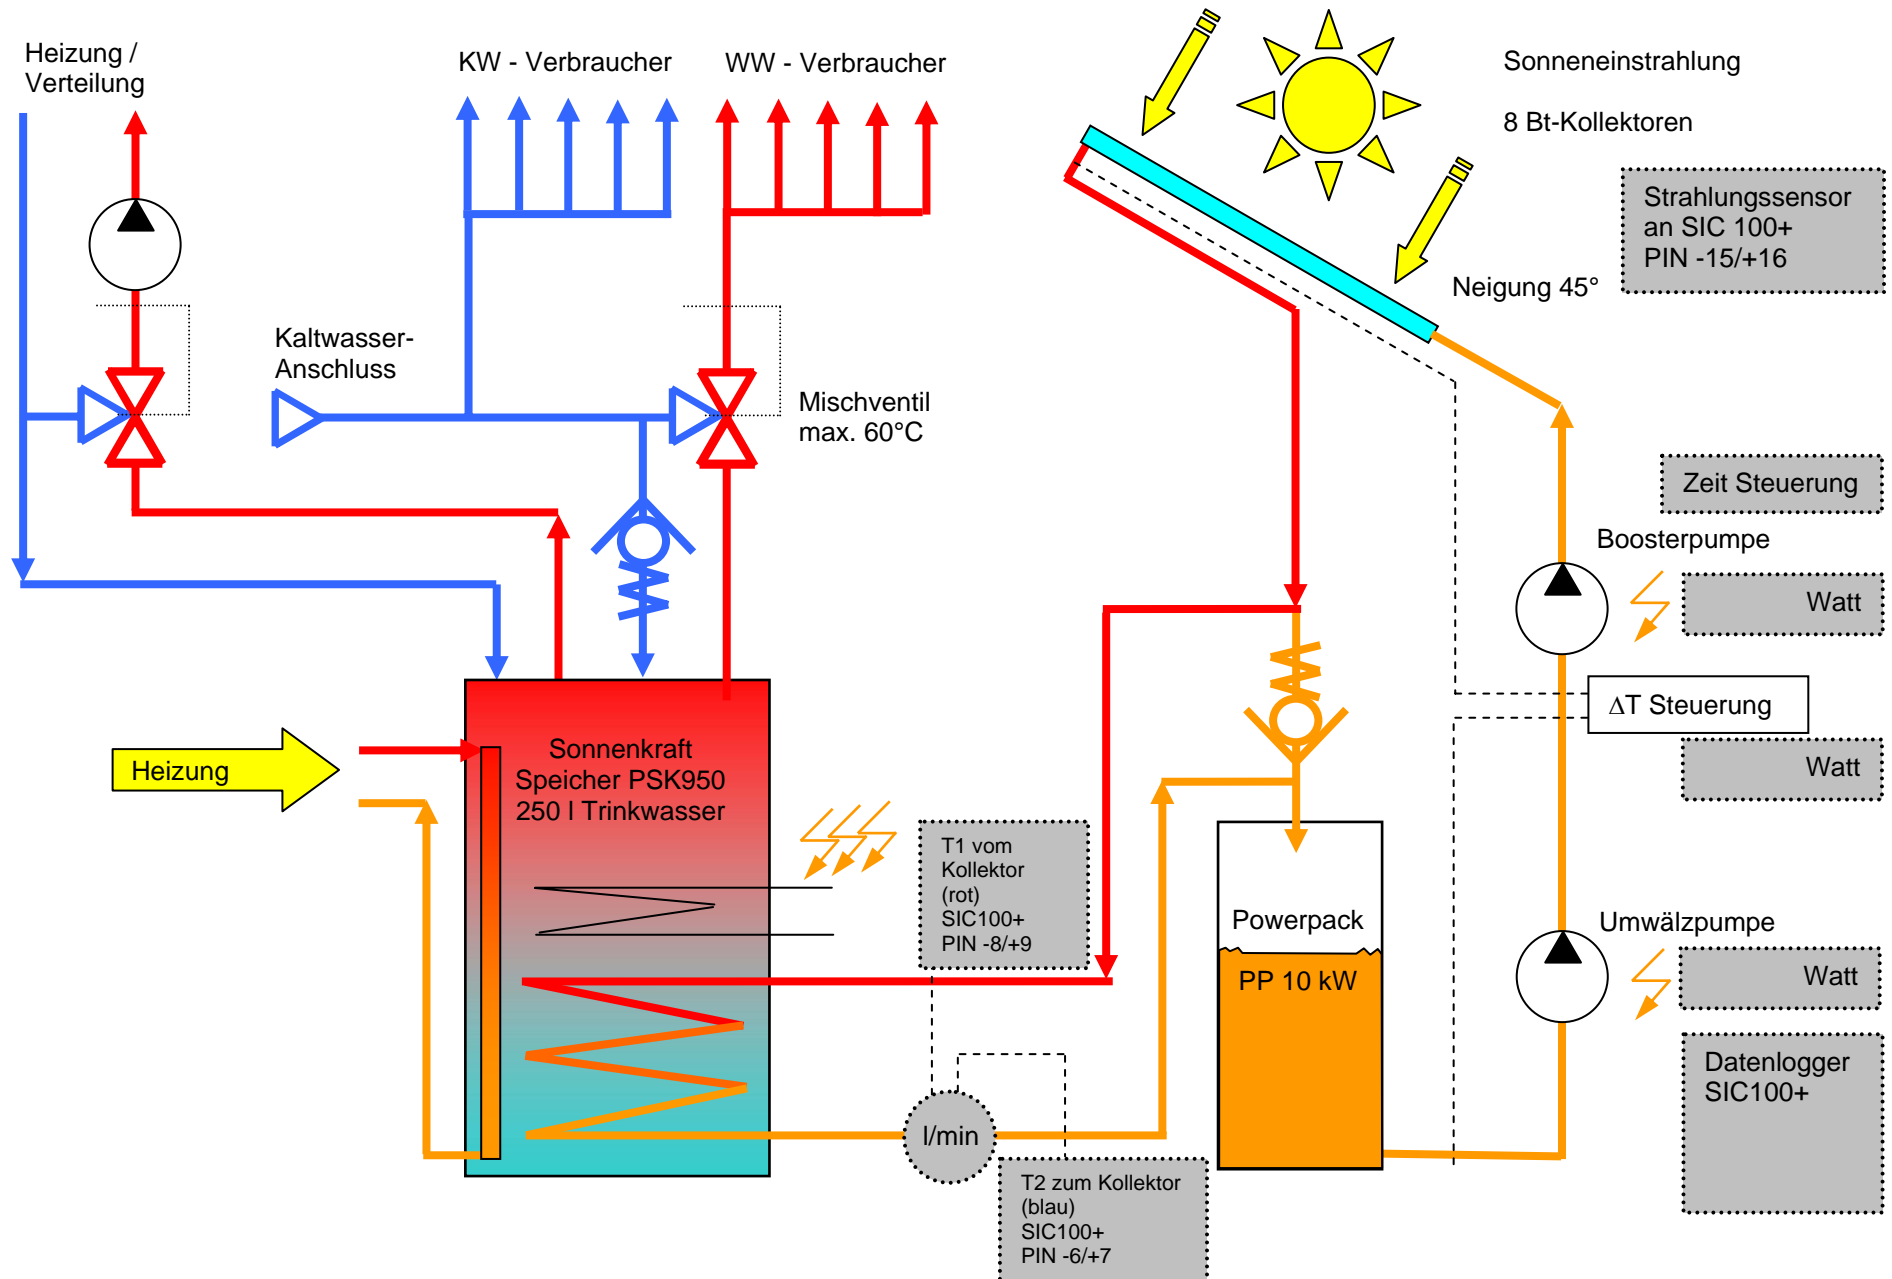 Heizung /
Verteilung
KW - Verbraucher
WW - Verbraucher
Sonneneinstrahlung
8 Bt-Kollektoren
Strahlungssensor
an SIC 100+
PIN -15/+16
Neigung 45°
Kaltwasser-
Anschluss
Mischventil
max. 60°C
Zeit Steuerung
Boosterpumpe
Watt
ΔT Steuerung
Watt
Heizung
Sonnenkraft
Speicher PSK950
250 l Trinkwasser
T1 vom
Kollektor
(rot)
SIC100+
PIN -8/+9
Powerpack
PP 10 kW
Umwälzpumpe
Watt
Datenlogger
SIC100+
l/min
T2 zum Kollektor
(blau)
SIC100+
PIN -6/+7